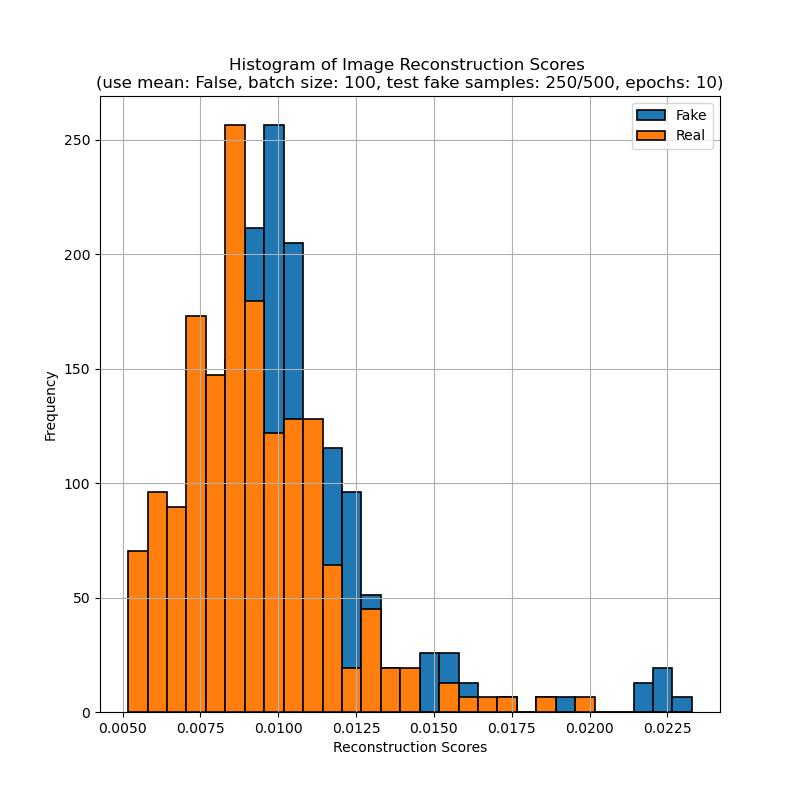 Histogram of Image Reconstruction Scores
(use mean: False, batch size: 100, test fake samples: 250/500, epochs: 10)
Fake
Real
250
200
150
100
50
0
Frequency
0.0050 0.0075 0.0100 0.0125 0.0150 0.0175 0.0200 0.0225
Reconstruction Scores